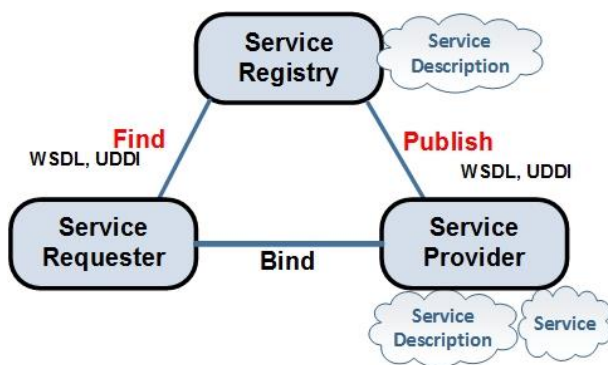 Service
Registry
Service
Description
Find
WSDL, UDDI
Publish
WSDL, UDDI
Service
Requester
Bind
Service
Provider
Service
Description
Service